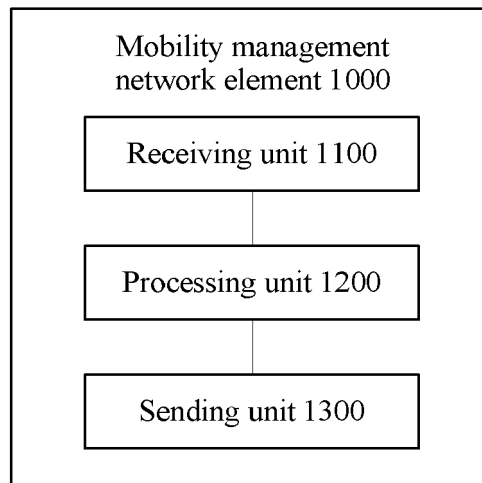 Mobility management
network element 1000
Receiving unit 1100
Processing unit 1200
Sending unit 1300